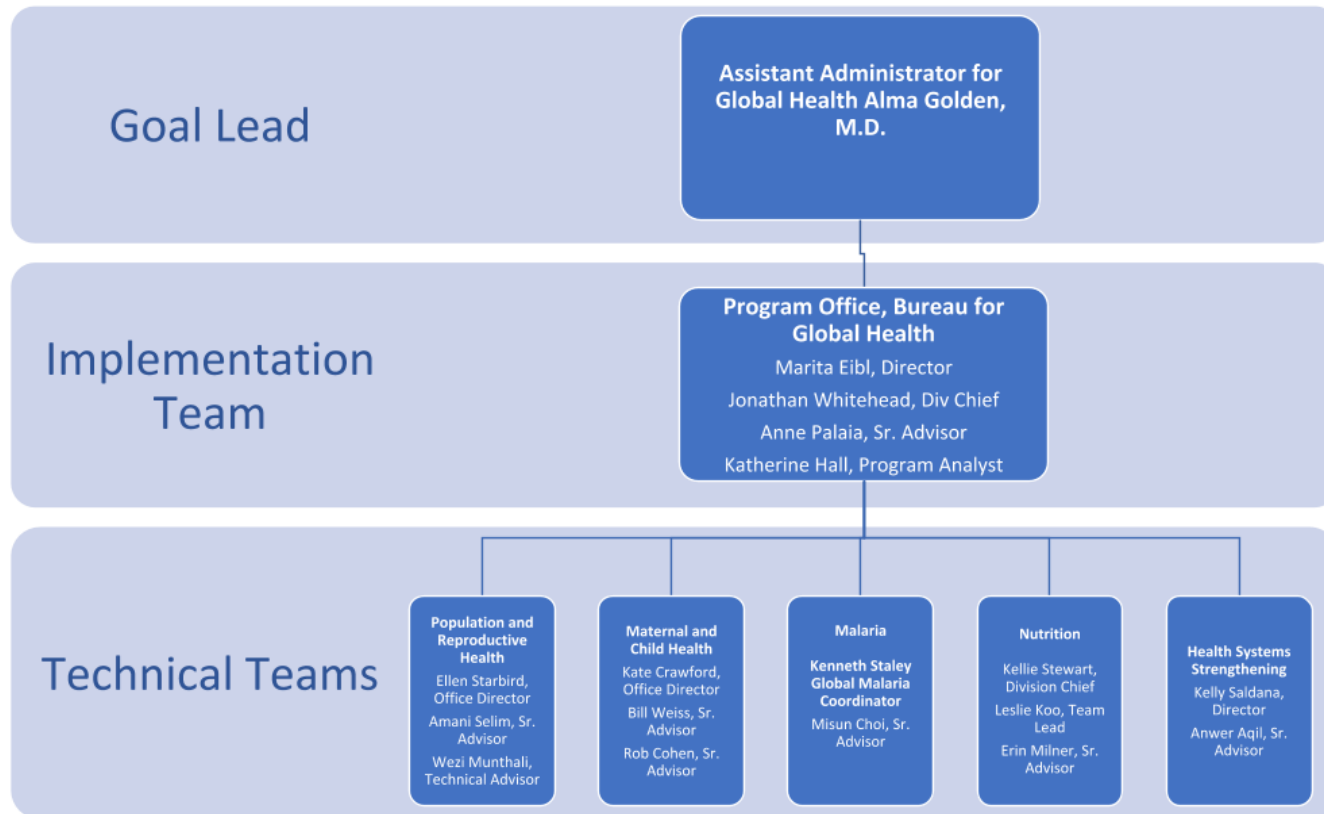 Goal Lead
Assistant Administrator for
Global Health Alma Golden,
M.D.
Implementation
Team
Program Office, Bureau for
Global Health
Marita Eibl, Director
Jonathan Whitehead, Div Chief
Anne Palaia, Sr. Advisor
Katherine Hall, Program Analyst
Technical Teams
Population and
Reproductive
Health
Ellen Starbird,
Office Director
Amani Selim, Sr.
Advisor
Wezi Munthali,
Technical Advisor
Maternal and
Child Health
Kate Crawford,
Office Director
Bill Weiss, Sr.
Advisor
Rob Cohen, Sr.
Advisor
Malaria
Kenneth Staley
Global Malaria
Coordinator
Misun Choi, Sr.
Advisor
Nutrition
Kellie Stewart,
Division Chief
Leslie Koo, Team
Lead
Erin Milner, Sr.
Advisor
Health Systems
Strengthening
Kelly Saldana,
Director
Anwer Aqil, Sr.
Advisor